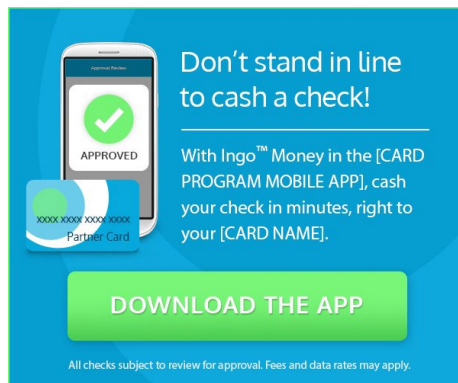 Approval Review
APPROVED
XXXX XXXX XXXX XXXX
Partner Card
Don't stand in line
to cash a check!
With Ingo™ Money in the [CARD
PROGRAM MOBILE APP], cash
your check in minutes, right to
your [CARD NAME].
DOWNLOAD THE APP
All checks subject to review for approval. Fees and data rates may apply.